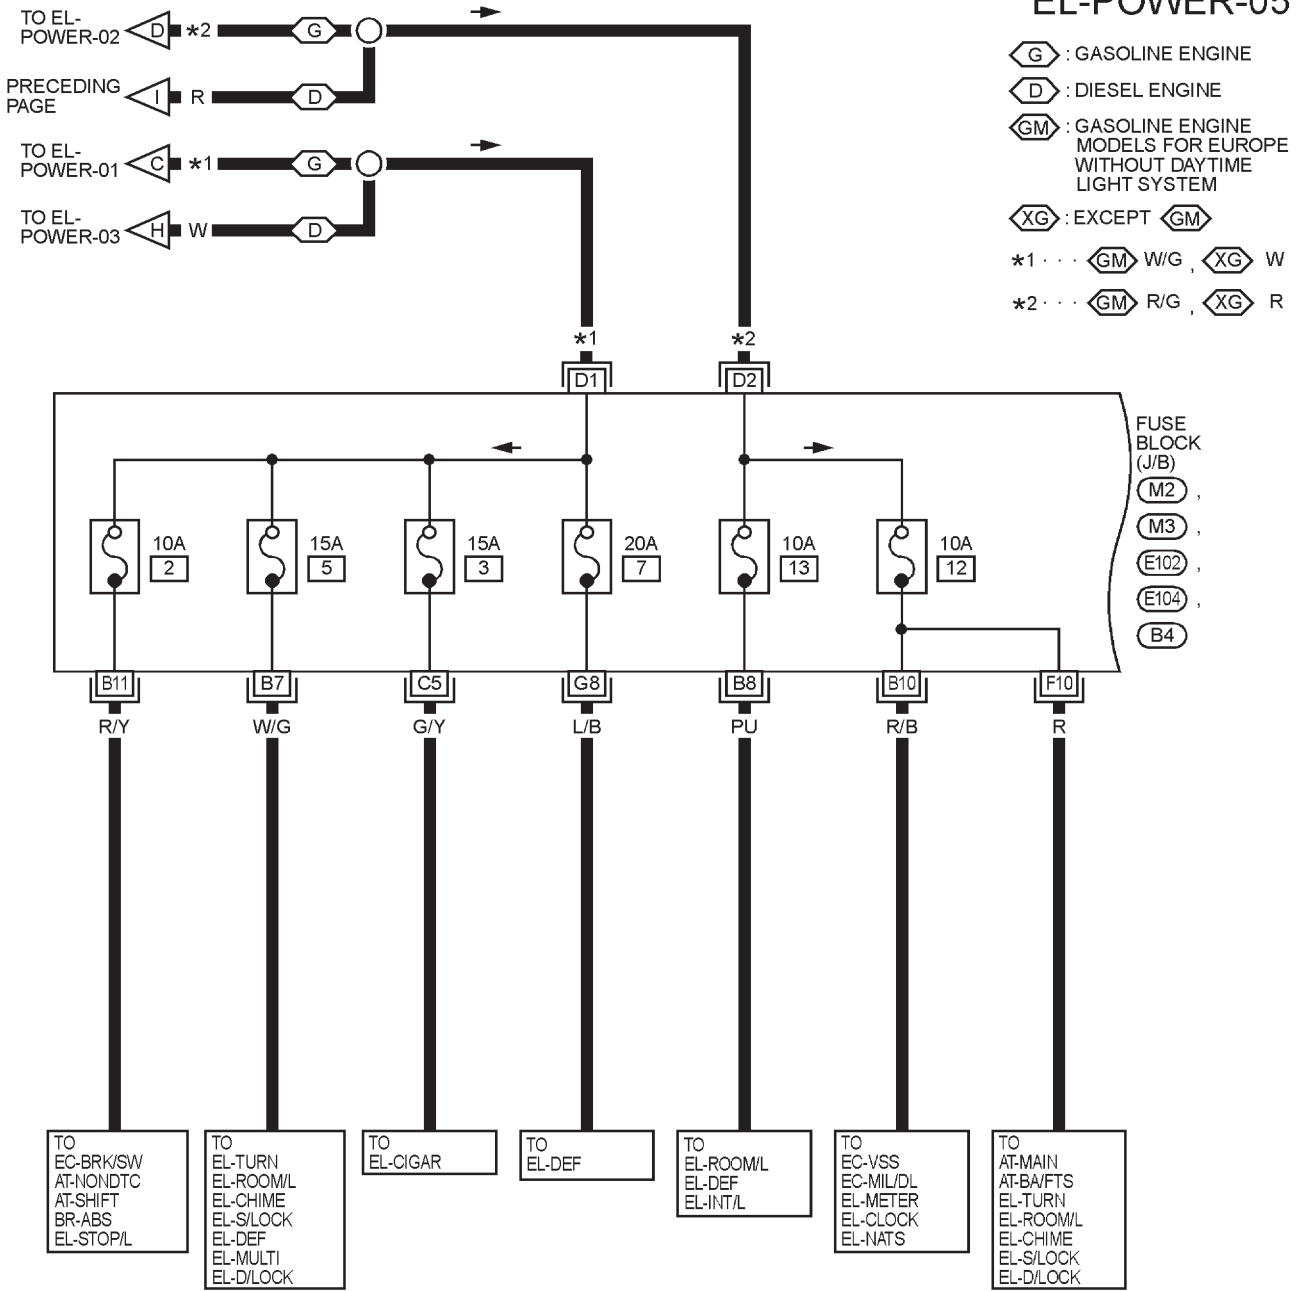 EL-POWER-05
TO EL-
POWER-02
D
*2
G
PRECEDING
PAGE
I
R
D
TO EL-
POWER-01
C
*1
G
TO EL-
POWER-03
H
W
D
G : GASOLINE ENGINE
D : DIESEL ENGINE
GM : GASOLINE ENGINE
MODELS FOR EUROPE
WITHOUT DAYTIME
LIGHT SYSTEM
XG : EXCEPT GM
*1 · · · GM W/G , XG W
*2 · · · GM R/G , XG R
*1
*2
D1
D2
FUSE
BLOCK
(J/B)
M2 ,
M3 ,
E102 ,
E104 ,
B4
10A
2
15A
5
15A
3
20A
7
10A
13
10A
12
B11
B7
C5
G8
B8
B10
F10
R/Y
W/G
G/Y
L/B
PU
R/B
R
TO
EC-BRK/SW
AT-NONDTC
AT-SHIFT
BR-ABS
EL-STOP/L
TO
EL-TURN
EL-ROOM/L
EL-CHIME
EL-S/LOCK
EL-DEF
EL-MULTI
EL-D/LOCK
TO
EL-CIGAR
TO
EL-DEF
TO
EL-ROOM/L
EL-DEF
EL-INT/L
TO
EC-VSS
EC-MIL/DL
EL-METER
EL-CLOCK
EL-NATS
TO
AT-MAIN
AT-BA/FTS
EL-TURN
EL-ROOM/L
EL-CHIME
EL-S/LOCK
EL-D/LOCK